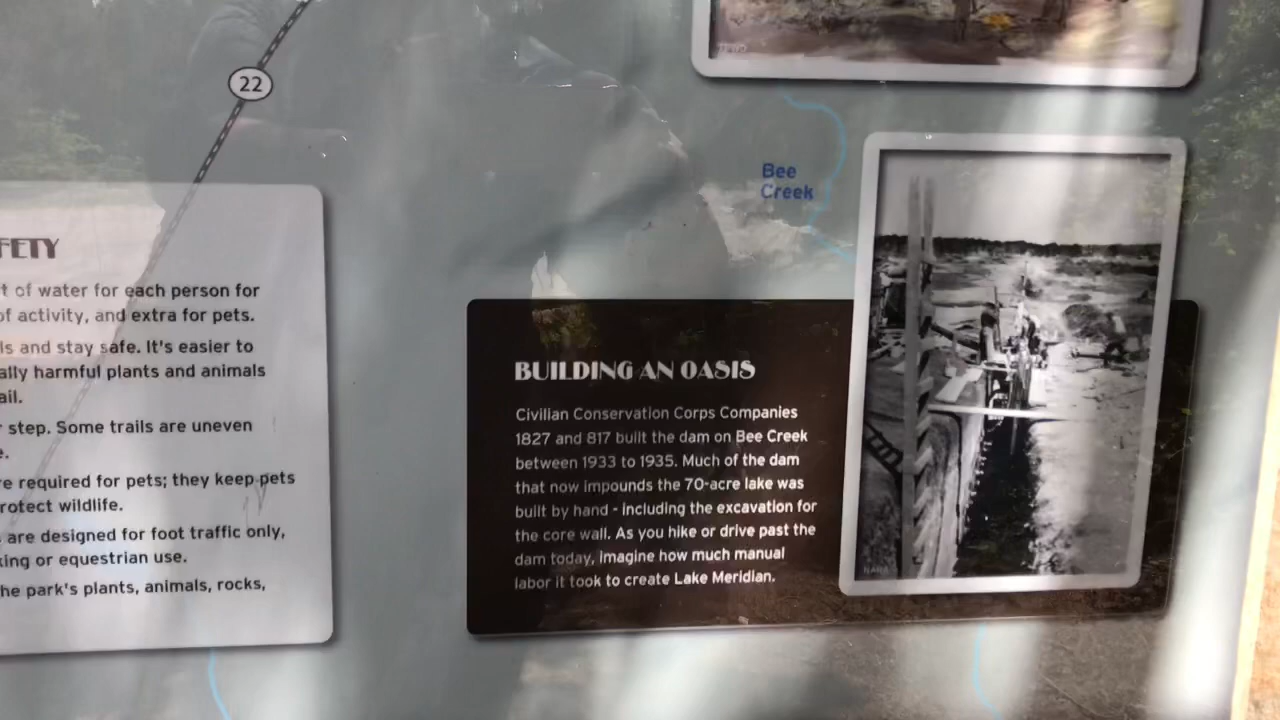 22
Bee
Creek
FETY
t of water for each person for
of activity, and extra for pets.
ls and stay safe. It's easier to
ally harmful plants and animals
ail.
step. Some trails are uneven
e.
re required for pets; they keep pets
rotect wildlife.
are designed for foot traffic only,
king or equestrian use.
he park's plants, animals, rocks,
BUILDING AN OASIS
Civilian Conservation Corps Companies
1827 and 817 built the dam on Bee Creek
between 1933 to 1935. Much of the dam
that now impounds the 70-acre lake was
built by hand - including the excavation for
the core wall. As you hike or drive past the
dam today, imagine how much manual
labor it took to create Lake Meridian.
NARA